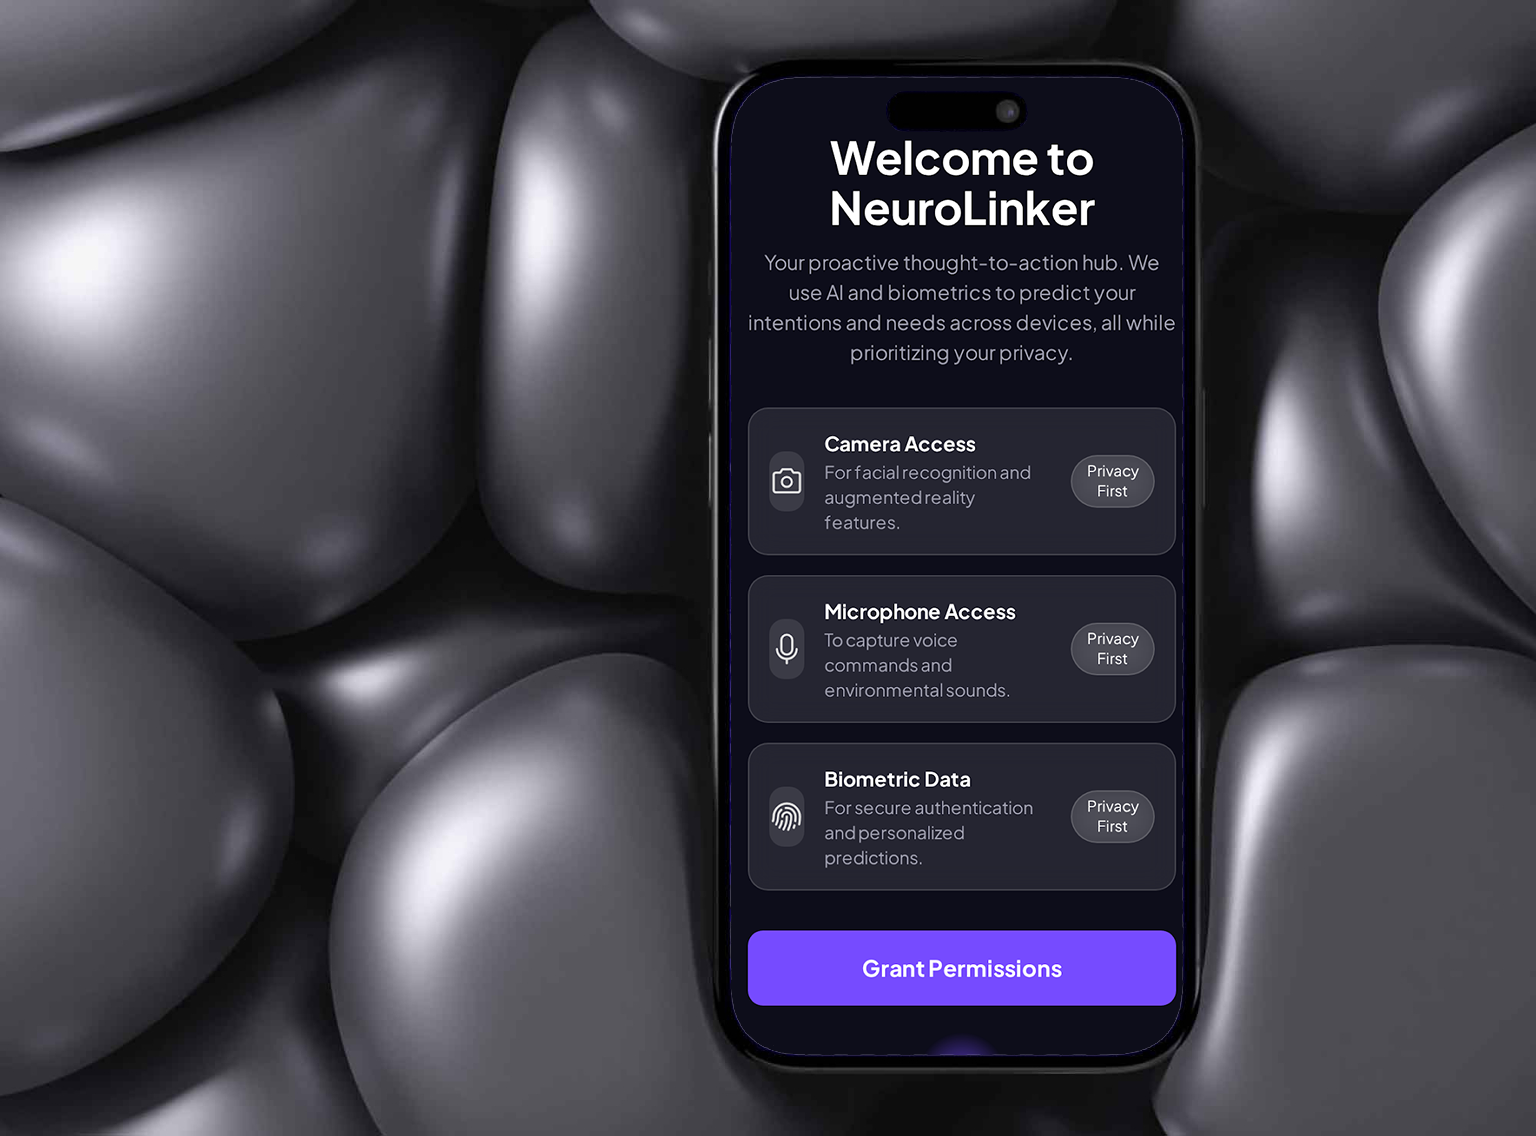 Welcome to
NeuroLinker
Your proactive thought-to-action hub. We
use AI and biometrics to predict your
intentions and needs across devices, all while
prioritizing your privacy.
Camera Access
For facial recognition and
augmented reality
features.
Privacy
First
Microphone Access
To capture voice
commands and
environmental sounds.
Privacy
First
Biometric Data
For secure authentication
and personalized
predictions.
Privacy
First
Grant Permissions